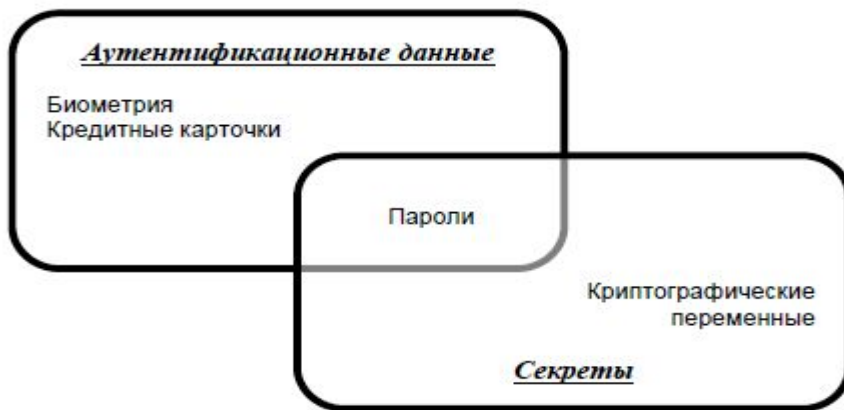 Аутентификационные данные
Биометрия
Кредитные карточки
Пароли
Криптографические
переменные
Секреты